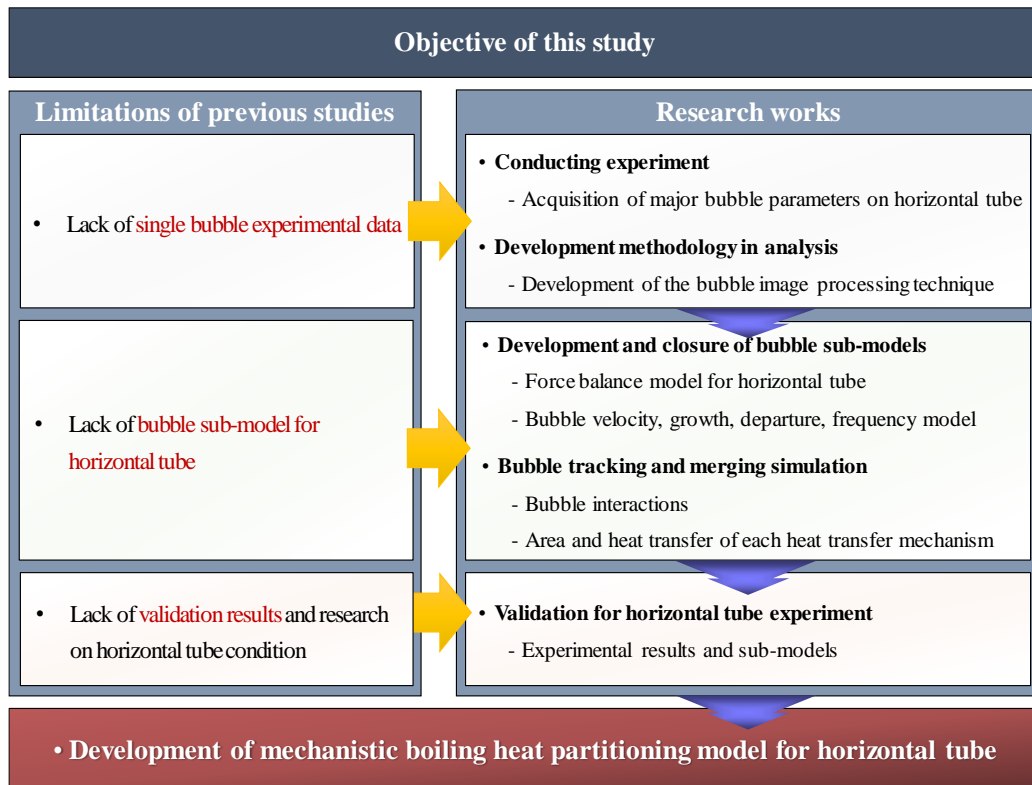 Objective of this study
Limitations of previous studies
• Lack of single bubble experimental data
• Lack of bubble sub-model for
horizontal tube
• Lack of validation results and research
on horizontal tube condition
Research works
• Conducting experiment
- Acquisition of major bubble parameters on horizontal tube
• Development methodology in analysis
- Development of the bubble image processing technique
• Development and closure of bubble sub-models
- Force balance model for horizontal tube
- Bubble velocity, growth, departure, frequency model
• Bubble tracking and merging simulation
- Bubble interactions
- Area and heat transfer of each heat transfer mechanism
• Validation for horizontal tube experiment
- Experimental results and sub-models
• Development of mechanistic boiling heat partitioning model for horizontal tube